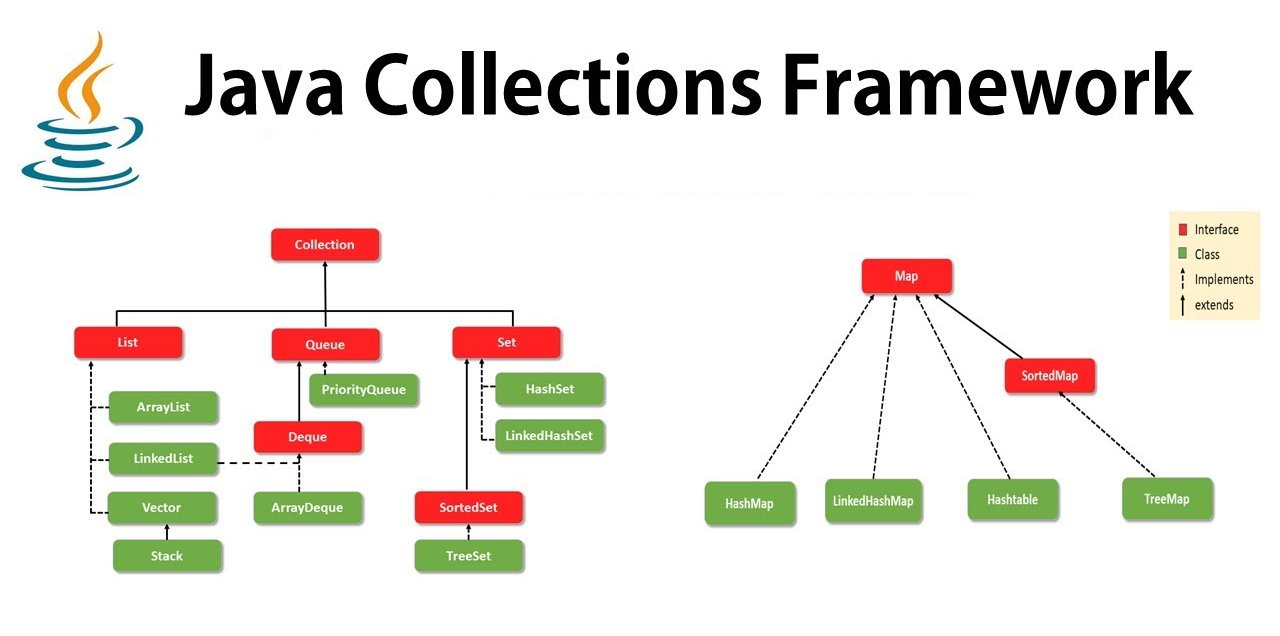 Java Collections Framework
Collection
List
Queue
Set
PriorityQueue
HashSet
ArrayList
Deque
LinkedHashSet
LinkedList
Vector
ArrayDeque
SortedSet
Stack
TreeSet
Map
SortedMap
HashMap
LinkedHashMap
Hashtable
TreeMap
Interface
Class
Implements
extends